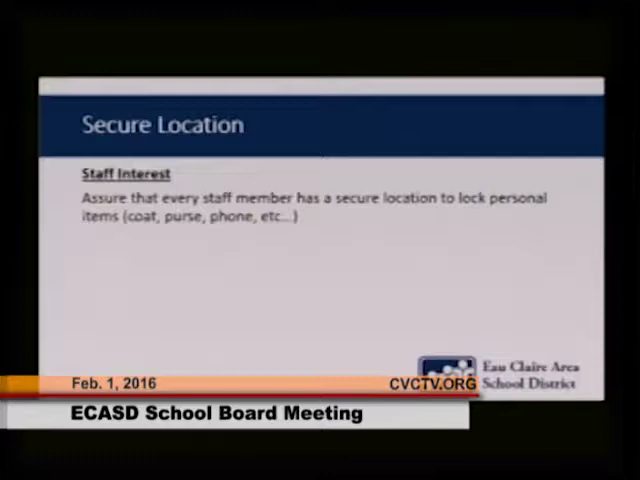 Secure Location
Staff Interest
Assure that every staff member has a secure location to lock personal
items (coat, purse, phone, etc...)
Eau Claire Area
School District
Feb. 1, 2016 CVCTV.ORG
ECASD School Board Meeting